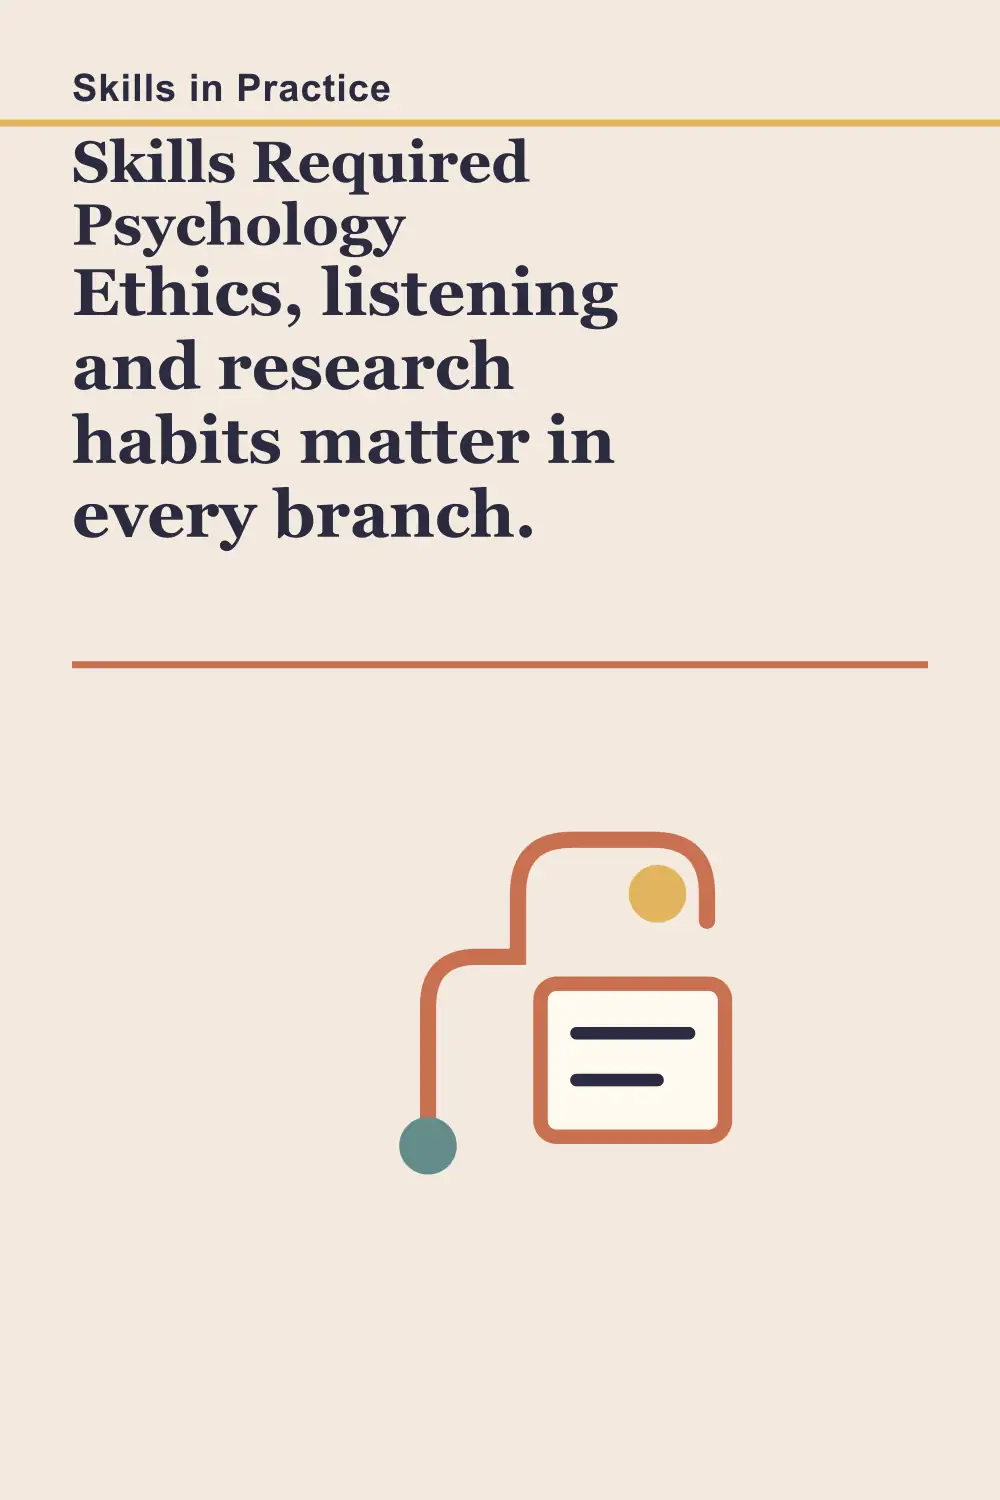 Skills in Practice
Skills Required
Psychology
Ethics, listening
and research
habits matter in
every branch.